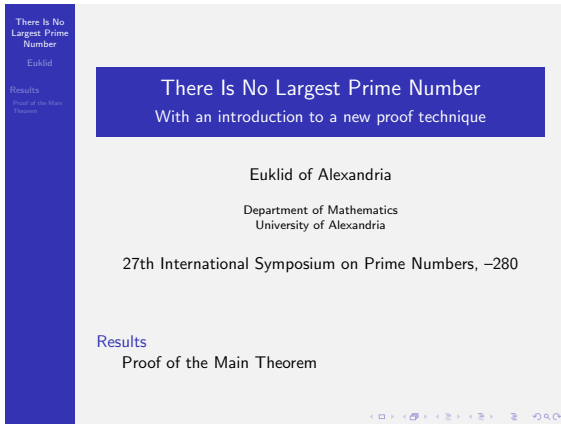 There Is No
Largest Prime
Number
Euklid
Results
Proof of the Main
Theorem
There Is No Largest Prime Number
With an introduction to a new proof technique
Euklid of Alexandria
Department of Mathematics
University of Alexandria
27th International Symposium on Prime Numbers, –280
Results
Proof of the Main Theorem